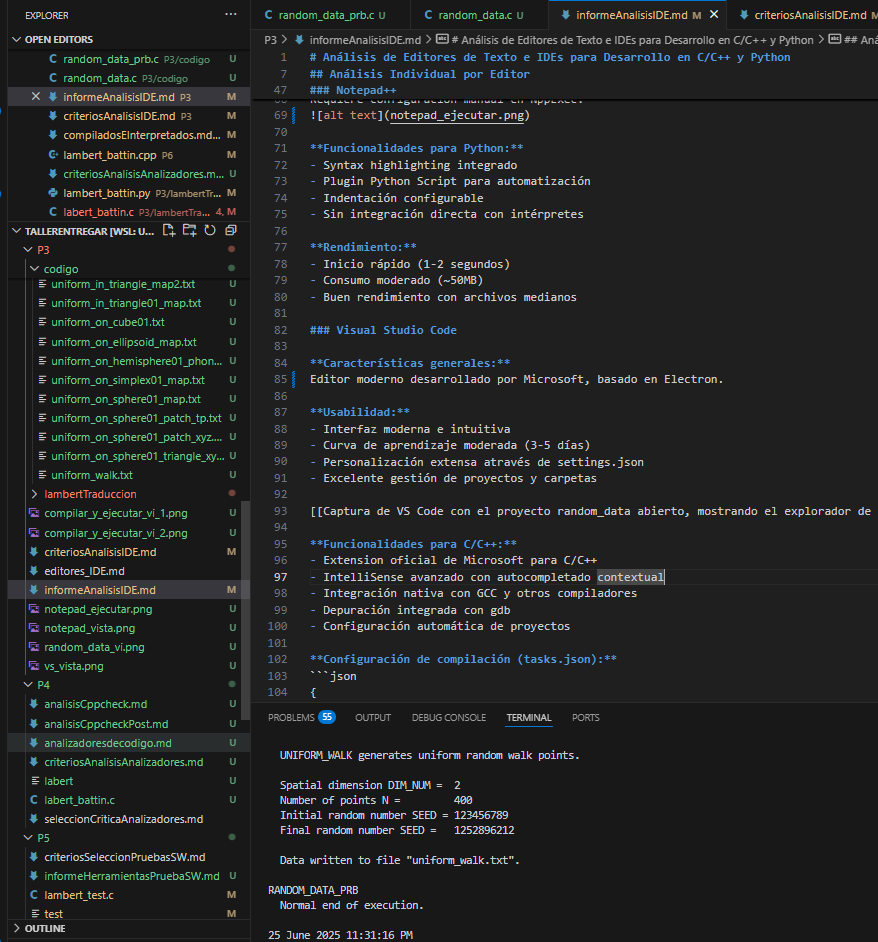 EXPLORER
···
OPEN EDITORS
random_data_prb.c P3/codigo U
random_data.c P3/codigo U
informeAnalisisIDE.md P3 M
criteriosAnalisisIDE.md P3 M
compiladosEInterpretados.md... M
lambert_battin.cpp P6 M
criteriosAnalisisAnalizadores.m... U
lambert_battin.py P3/lambertTr... M
labert_battin.c P3/lambertTra... 4, M
TALLERENTREGAR [WSL: U...
P3
codigo
uniform_in_triangle_map2.txt U
uniform_in_triangle01_map.txt U
uniform_on_cube01.txt U
uniform_on_ellipsoid_map.txt U
uniform_on_hemisphere01_phon... U
uniform_on_simplex01_map.txt U
uniform_on_sphere01_map.txt U
uniform_on_sphere01_patch_tp.txt U
uniform_on_sphere01_patch_xyz.... U
uniform_on_sphere01_triangle_xy... U
uniform_walk.txt U
lambertTraduccion
compilar_y_ejecutar_vi_1.png U
compilar_y_ejecutar_vi_2.png U
criteriosAnalisisIDE.md M
editores_IDE.md
informeAnalisisIDE.md M
notepad_ejecutar.png U
notepad_vista.png U
random_data_vi.png U
vs_vista.png U
P4
analisisCppcheck.md U
analisisCppcheckPost.md U
analizadoresdecodigo.md U
criteriosAnalisisAnalizadores.md U
labert U
labert_battin.c U
seleccionCriticaAnalizadores.md
P5
criteriosSeleccionPruebasSW.md
informeHerramientasPruebaSW.md U
lambert_test.c M
test M
OUTLINE
random_data_prb.c U
random_data.c U
informeAnalisisIDE.md M
criteriosAnalisisIDE.md M
P3 > informeAnalisisIDE.md > # Análisis de Editores de Texto e IDEs para Desarrollo en C/C++ y Python > ## Aná
1 # Análisis de Editores de Texto e IDEs para Desarrollo en C/C++ y Python
7 ## Análisis Individual por Editor
47 ### Notepad++
68 Requiere configuración manual en NppExec.
69 ![alt text](notepad_ejecutar.png)
70
71 **Funcionalidades para Python:**
72 - Syntax highlighting integrado
73 - Plugin Python Script para automatización
74 - Indentación configurable
75 - Sin integración directa con intérpretes
76
77 **Rendimiento:**
78 - Inicio rápido (1-2 segundos)
79 - Consumo moderado (~50MB)
80 - Buen rendimiento con archivos medianos
81
82 ### Visual Studio Code
83
84 **Características generales:**
85 Editor moderno desarrollado por Microsoft, basado en Electron.
86
87 **Usabilidad:**
88 - Interfaz moderna e intuitiva
89 - Curva de aprendizaje moderada (3-5 días)
90 - Personalización extensa através de settings.json
91 - Excelente gestión de proyectos y carpetas
92
93 [[Captura de VS Code con el proyecto random_data abierto, mostrando el explorador de
94
95 **Funcionalidades para C/C++:**
96 - Extension oficial de Microsoft para C/C++
97 - IntelliSense avanzado con autocompletado contextual
98 - Integración nativa con GCC y otros compiladores
99 - Depuración integrada con gdb
100 - Configuración automática de proyectos
101
102 **Configuración de compilación (tasks.json):**
103 ```json
104 {
PROBLEMS 55 OUTPUT DEBUG CONSOLE TERMINAL PORTS
UNIFORM_WALK generates uniform random walk points.
Spatial dimension DIM_NUM = 2
Number of points N = 400
Initial random number SEED = 123456789
Final random number SEED = 1252896212
Data written to file "uniform_walk.txt".
RANDOM_DATA_PRB
Normal end of execution.
25 June 2025 11:31:16 PM